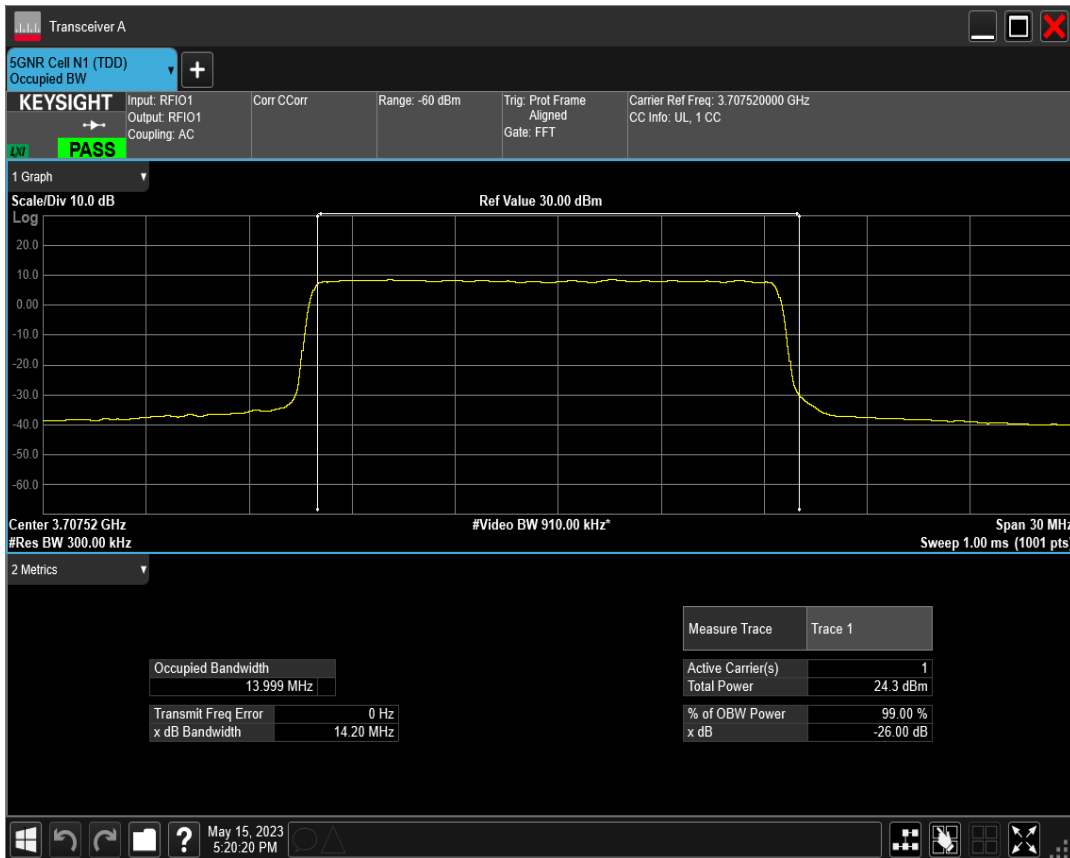 Transceiver A
5GNR Cell N1 (TDD)
Occupied BW
+
KEYSIGHT
LXI
PASS
Input: RFIO1
Output: RFIO1
Coupling: AC
Corr CCorr
Range: -60 dBm
Trig: Prot Frame
Aligned
Gate: FFT
Carrier Ref Freq: 3.707520000 GHz
CC Info: UL, 1 CC
1 Graph
Scale/Div 10.0 dB
Ref Value 30.00 dBm
Log
20.0
10.0
0.00
-10.0
-20.0
-30.0
-40.0
-50.0
-60.0
Center 3.70752 GHz
#Video BW 910.00 kHz*
Span 30 MHz
#Res BW 300.00 kHz
Sweep 1.00 ms (1001 pts)
2 Metrics
Measure Trace Trace 1
Occupied Bandwidth
13.999 MHz
Active Carrier(s) 1
Total Power 24.3 dBm
Transmit Freq Error 0 Hz
x dB Bandwidth 14.20 MHz
% of OBW Power 99.00 %
x dB -26.00 dB
?
May 15, 2023
5:20:20 PM